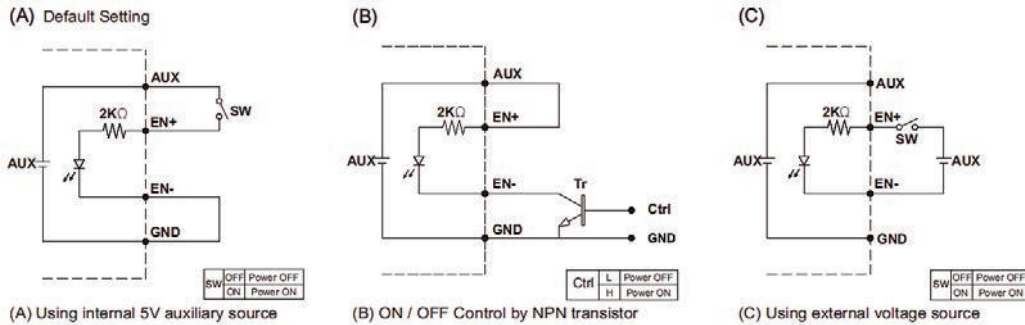 (A) Default Setting
AUX
2KΩ
EN+
SW
AUX
EN-
GND
SW OFF Power OFF
ON Power ON
(A) Using internal 5V auxiliary source
(B)
AUX
2KΩ
EN+
AUX
EN-
Tr
Ctrl
GND
GND
Ctrl L Power OFF
H Power ON
(B) ON / OFF Control by NPN transistor
(C)
AUX
2KΩ
EN+
SW
AUX
AUX
EN-
GND
SW OFF Power OFF
ON Power ON
(C) Using external voltage source